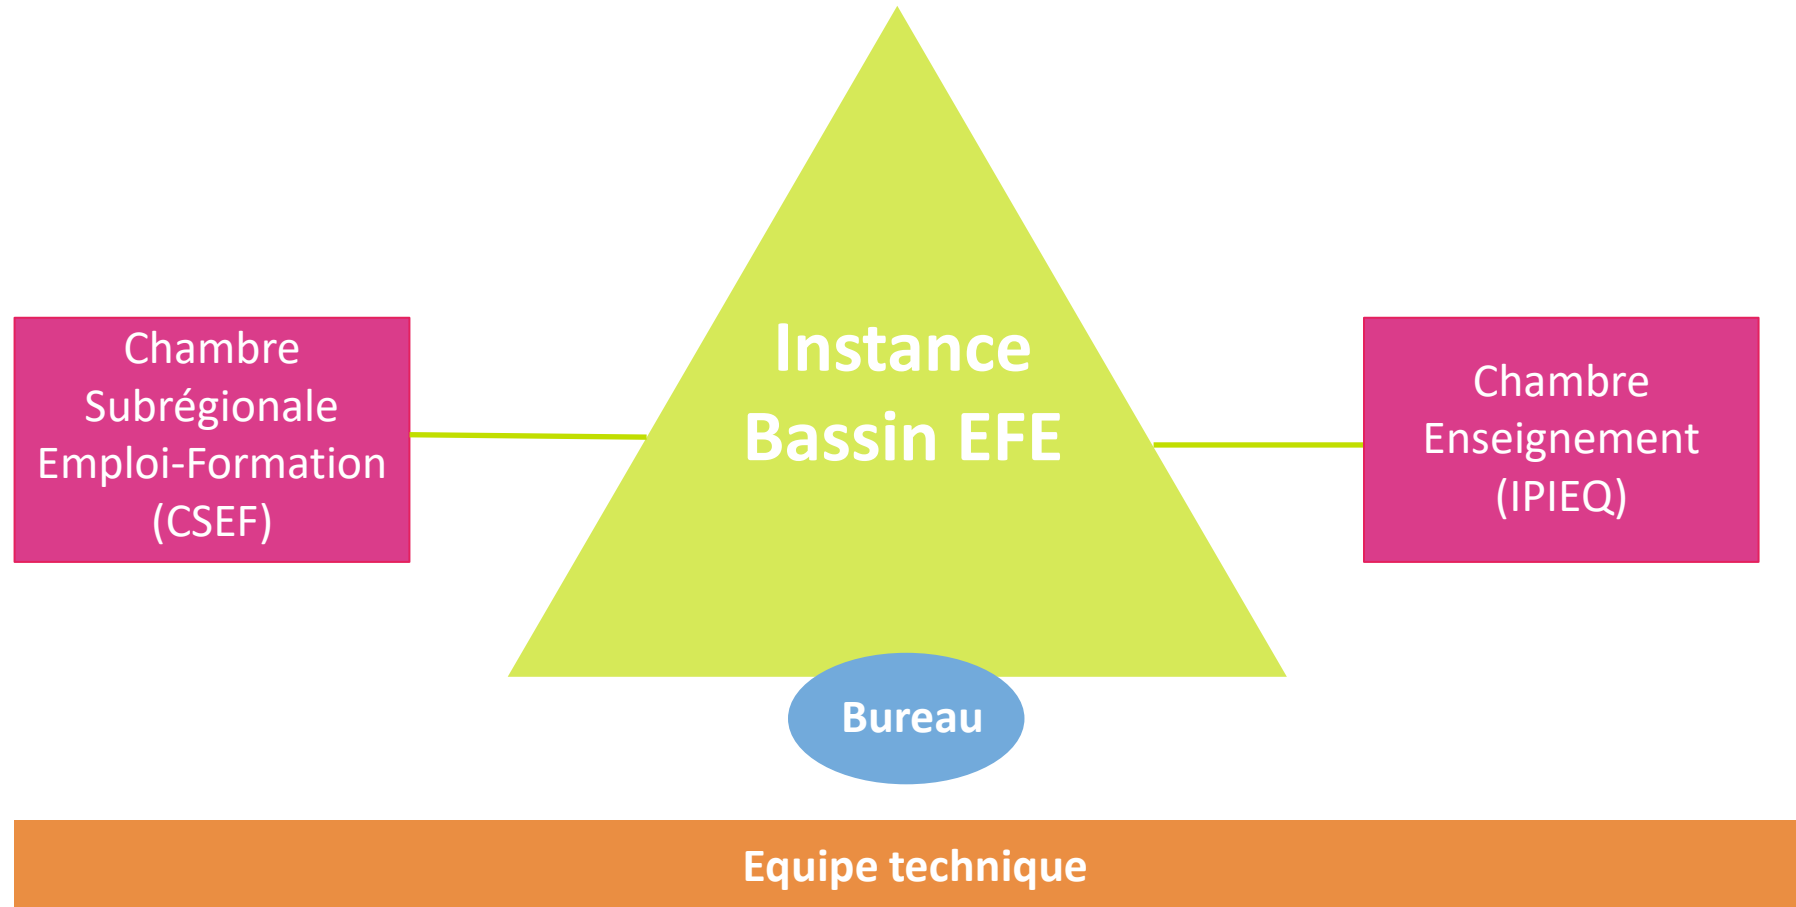 Chambre
Subrégionale
Emploi-Formation
(CSEF)
Instance
Bassin EFE
Chambre
Enseignement
(IPIEQ)
Bureau
Equipe technique